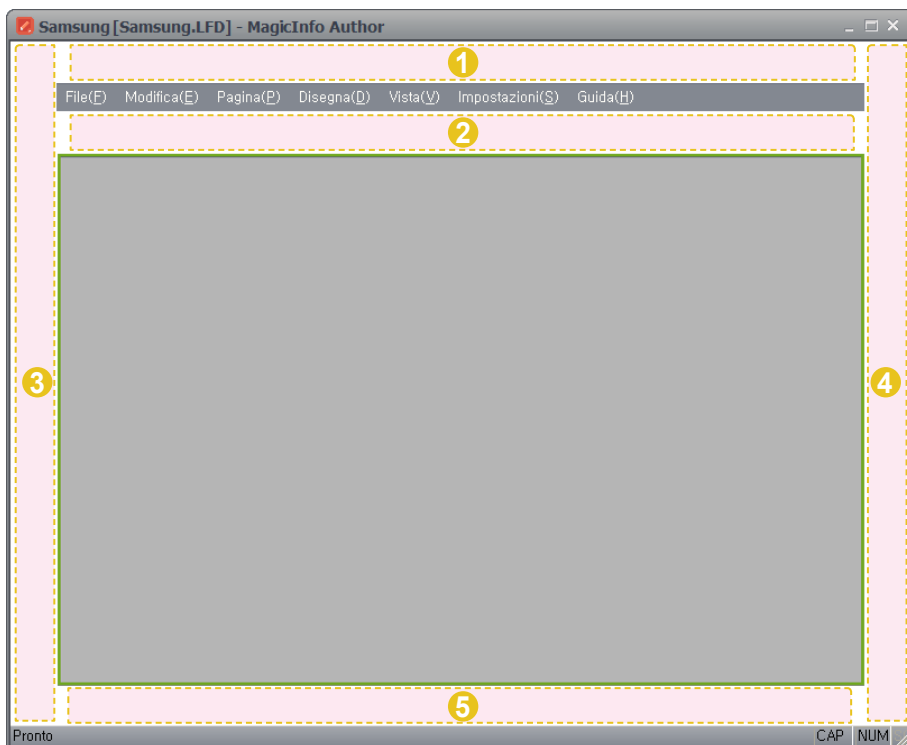 Samsung [Samsung.LFD] - MagicInfo Author
1
File(F) Modifica(E) Pagina(P) Disegna(D) Vista(V) Impostazioni(S) Guida(H)
2
3
4
5
Pronto CAP NUM